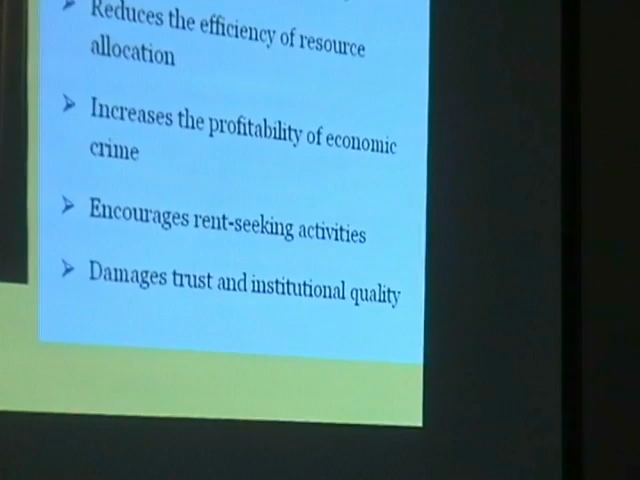 ➤ Reduces the efficiency of resource
allocation
➤ Increases the profitability of economic
crime
➤ Encourages rent-seeking activities
➤ Damages trust and institutional quality